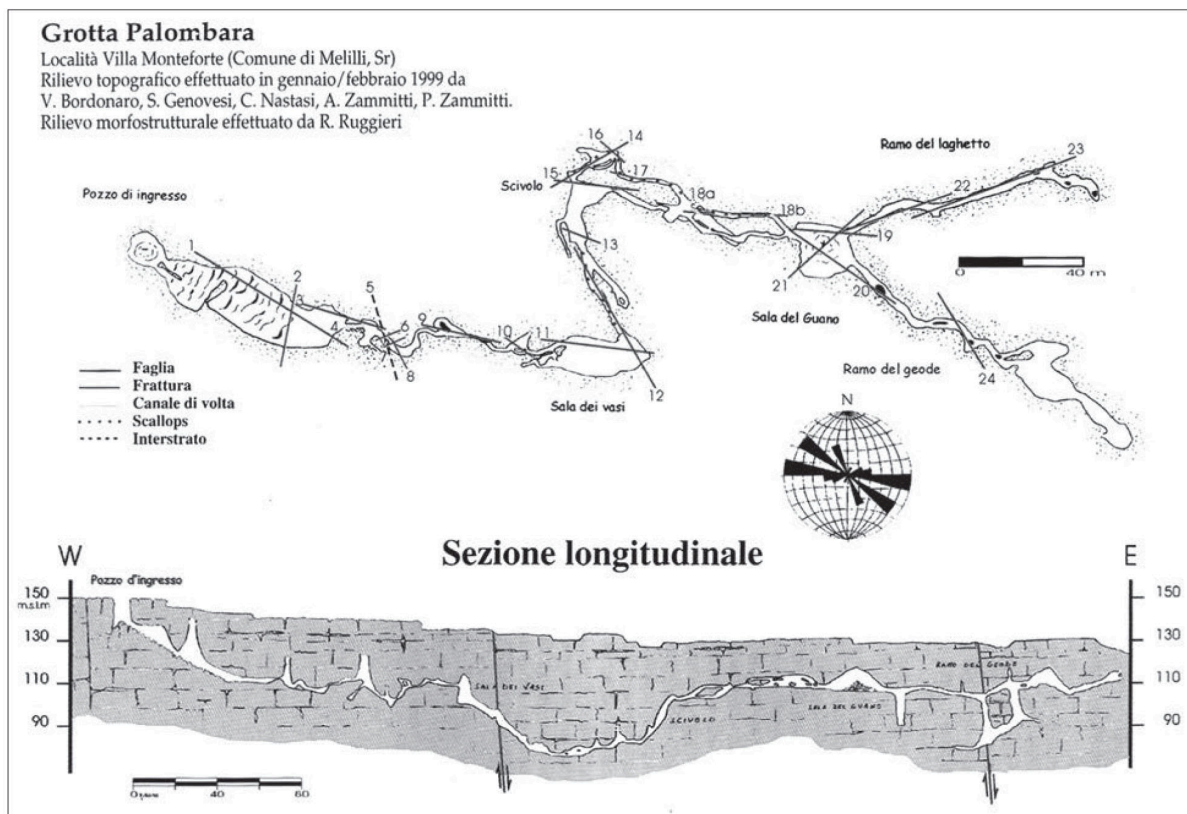 Grotta Palombara
Località Villa Monteforte (Comune di Melilli, Sr)
Rilievo topografico effettuato in gennaio/febbraio 1999 da
V. Bordonaro, S. Genovesi, C. Nastasi, A. Zammitti, P. Zammitti.
Rilievo morfostrutturale effettuato da R. Ruggieri
Pozzo di ingresso
Scivolo
Ramo del laghetto
Sala del Guano
Ramo del geode
Sala dei vasi
1
2
3
4
5
6
8
9
10
11
12
13
14
15
16
17
18a
18b
19
20
21
22
23
24
0 40 m
Faglia
Frattura
Canale di volta
Scallops
Interstrato
N
W
Sezione longitudinale
E
Pozzo d'ingresso
150
m.s.l.m
130
110
90
SALA DEI VASI
SCIVOLO
SALA DEL GUANO
RAMO DEL GEODE
150
130
110
90
0 40 80